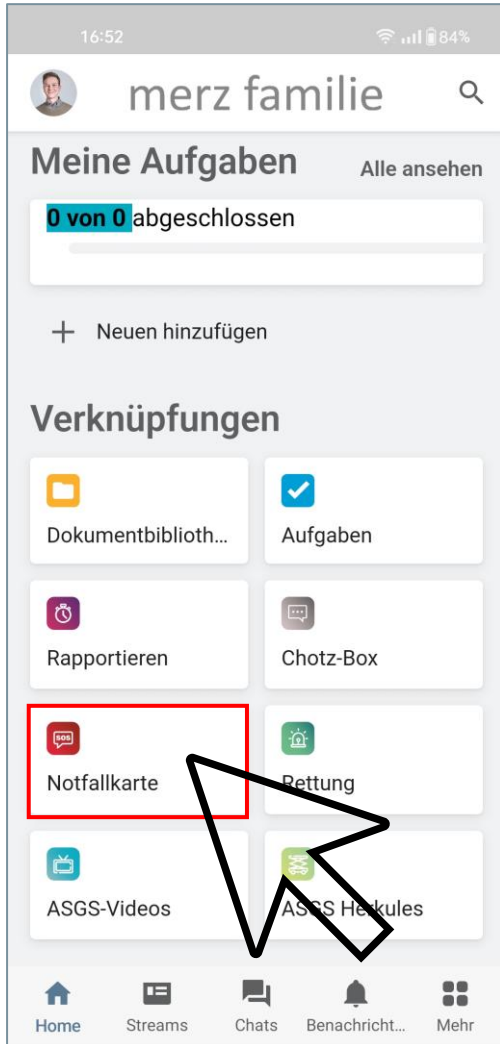 16:52 84%
merz familie
Meine Aufgaben Alle ansehen
0 von 0 abgeschlossen
Neuen hinzufügen
Verknüpfungen
Dokumentbiblioth... Aufgaben
Rapportieren Chotz-Box
SOS
Notfallkarte Rettung
ASGS-Videos ASGS Herkules
Home Streams Chats Benachricht... Mehr